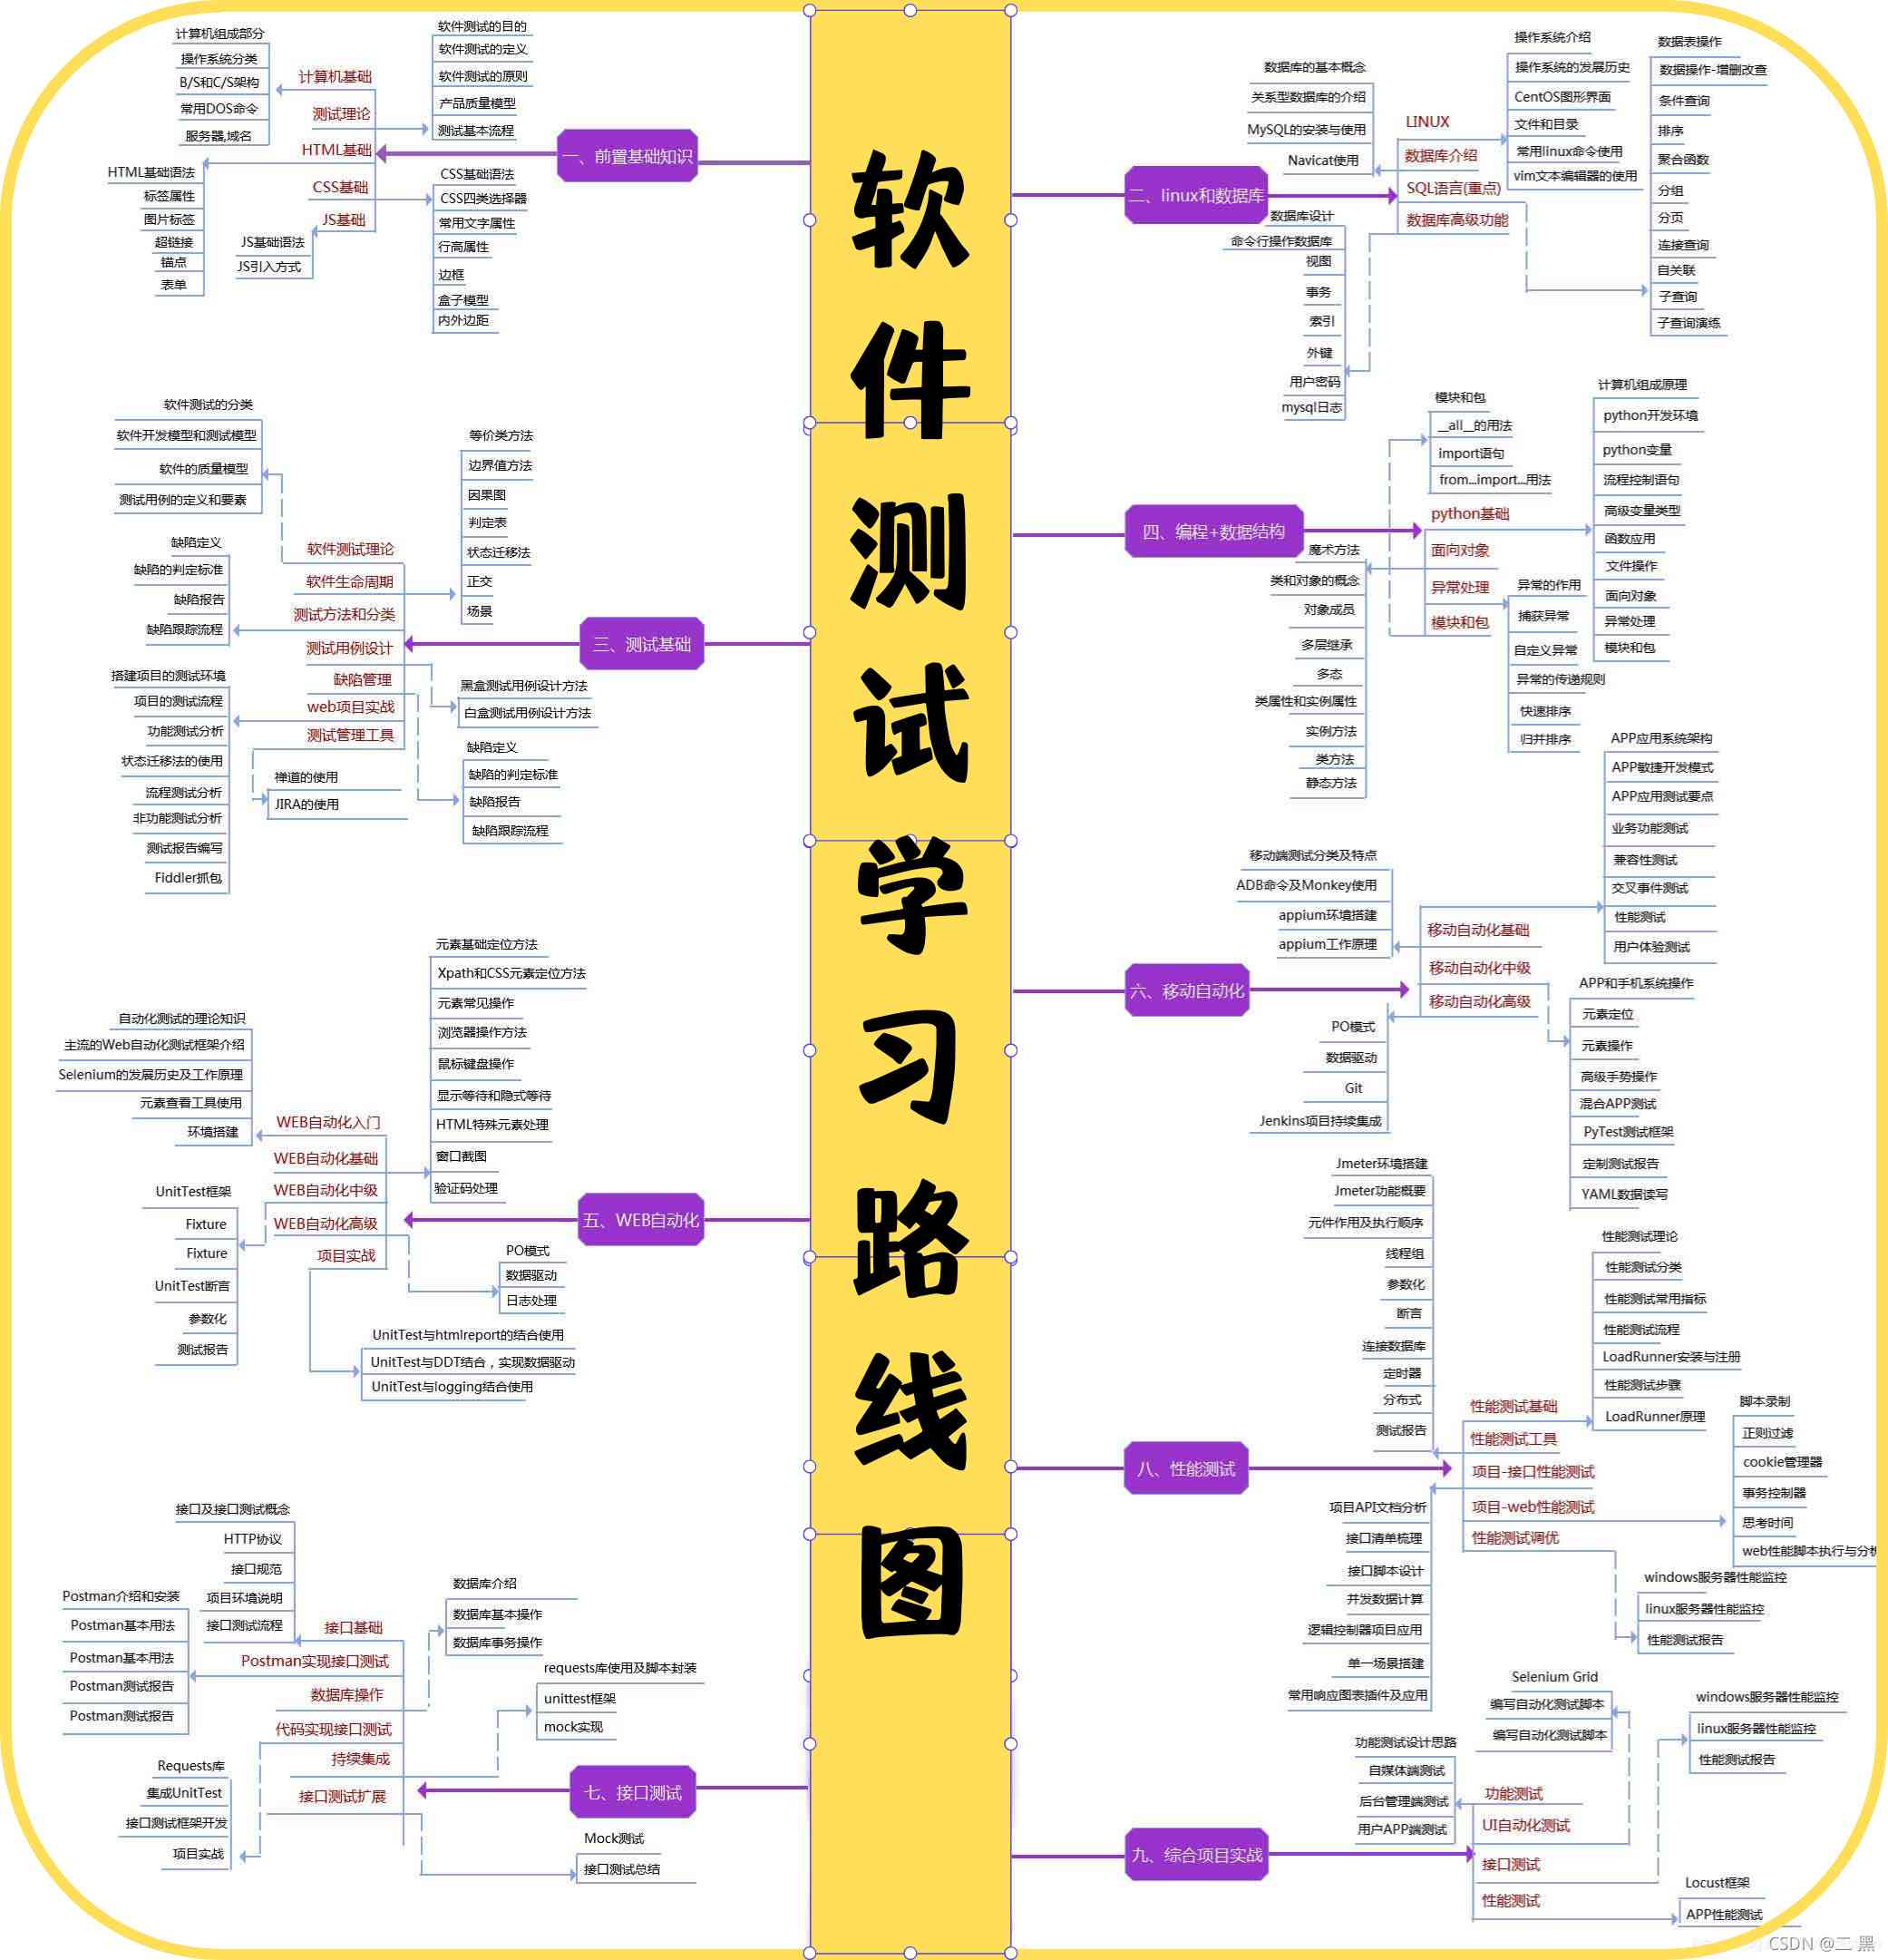 软件测试学习路线图
一、前置基础知识
计算机基础
测试理论
HTML基础
CSS基础
JS基础
计算机组成部分
操作系统分类
B/S和C/S架构
常用DOS命令
服务器,域名
软件测试的目的
软件测试的定义
软件测试的原则
产品质量模型
测试基本流程
HTML基础语法
标签属性
图片标签
超链接
锚点
表单
CSS基础语法
CSS四类选择器
常用文字属性
行高属性
边框
盒子模型
内外边距
JS基础语法
JS引入方式
二、linux和数据库
LINUX
数据库介绍
SQL语言(重点)
数据库高级功能
操作系统介绍
操作系统的发展历史
CentOS图形界面
文件和目录
常用linux命令使用
vim文本编辑器的使用
数据库的基本概念
关系型数据库的介绍
MySQL的安装与使用
Navicat使用
数据表操作
数据操作-增删改查
条件查询
排序
聚合函数
分组
分页
连接查询
自关联
子查询
子查询演练
数据库设计
命令行操作数据库
视图
事务
索引
外键
用户密码
mysql日志
三、测试基础
软件测试理论
软件生命周期
测试方法和分类
测试用例设计
缺陷管理
web项目实战
测试管理工具
软件测试的分类
软件开发模型和测试模型
软件的质量模型
测试用例的定义和要素
等价类方法
边界值方法
因果图
判定表
状态迁移法
正交
场景
缺陷定义
缺陷的判定标准
缺陷报告
缺陷跟踪流程
黑盒测试用例设计方法
白盒测试用例设计方法
缺陷定义
缺陷的判定标准
缺陷报告
缺陷跟踪流程
搭建项目的测试环境
项目的测试流程
功能测试分析
状态迁移法的使用
流程测试分析
非功能测试分析
测试报告编写
Fiddler抓包
禅道的使用
JIRA的使用
四、编程+数据结构
python基础
面向对象
异常处理
模块和包
模块和包
__all__的用法
import语句
from...import...用法
计算机组成原理
python开发环境
python变量
流程控制语句
高级变量类型
函数应用
文件操作
面向对象
异常处理
模块和包
魔术方法
类和对象的概念
对象成员
多层继承
多态
类属性和实例属性
实例方法
类方法
静态方法
异常的作用
捕获异常
自定义异常
异常的传递规则
快速排序
归并排序
五、WEB自动化
WEB自动化入门
WEB自动化基础
WEB自动化中级
WEB自动化高级
项目实战
自动化测试的理论知识
主流的Web自动化测试框架介绍
Selenium的发展历史及工作原理
元素查看工具使用
环境搭建
元素基础定位方法
Xpath和CSS元素定位方法
元素常见操作
浏览器操作方法
鼠标键盘操作
显示等待和隐式等待
HTML特殊元素处理
窗口截图
验证码处理
UnitTest框架
Fixture
Fixture
UnitTest断言
参数化
测试报告
PO模式
数据驱动
日志处理
UnitTest与htmlreport的结合使用
UnitTest与DDT结合，实现数据驱动
UnitTest与logging结合使用
六、移动自动化
移动自动化基础
移动自动化中级
移动自动化高级
移动端测试分类及特点
ADB命令及Monkey使用
appium环境搭建
appium工作原理
APP应用系统架构
APP敏捷开发模式
APP应用测试要点
业务功能测试
兼容性测试
交叉事件测试
性能测试
用户体验测试
APP和手机系统操作
元素定位
元素操作
高级手势操作
混合APP测试
PyTest测试框架
定制测试报告
YAML数据读写
PO模式
数据驱动
Git
Jenkins项目持续集成
七、接口测试
接口基础
Postman实现接口测试
数据库操作
代码实现接口测试
持续集成
接口测试扩展
接口及接口测试概念
HTTP协议
接口规范
项目环境说明
接口测试流程
Postman介绍和安装
Postman基本用法
Postman基本用法
Postman测试报告
Postman测试报告
数据库介绍
数据库基本操作
数据库事务操作
requests库使用及脚本封装
unittest框架
mock实现
Requests库
集成UnitTest
接口测试框架开发
项目实战
Mock测试
接口测试总结
八、性能测试
性能测试基础
性能测试工具
项目-接口性能测试
项目-web性能测试
性能测试调优
Jmeter环境搭建
Jmeter功能概要
元件作用及执行顺序
线程组
参数化
断言
连接数据库
定时器
分布式
测试报告
性能测试理论
性能测试分类
性能测试常用指标
性能测试流程
LoadRunner安装与注册
性能测试步骤
LoadRunner原理
脚本录制
正则过滤
cookie管理器
事务控制器
思考时间
web性能脚本执行与分析
项目API文档分析
接口清单梳理
接口脚本设计
并发数据计算
逻辑控制器项目应用
单一场景搭建
常用响应图表插件及应用
windows服务器性能监控
linux服务器性能监控
性能测试报告
九、综合项目实战
功能测试
UI自动化测试
接口测试
性能测试
功能测试设计思路
自媒体端测试
后台管理端测试
用户APP端测试
Selenium Grid
编写自动化测试脚本
编写自动化测试脚本
windows服务器性能监控
linux服务器性能监控
性能测试报告
Locust框架
APP性能测试
CSDN @二 黑